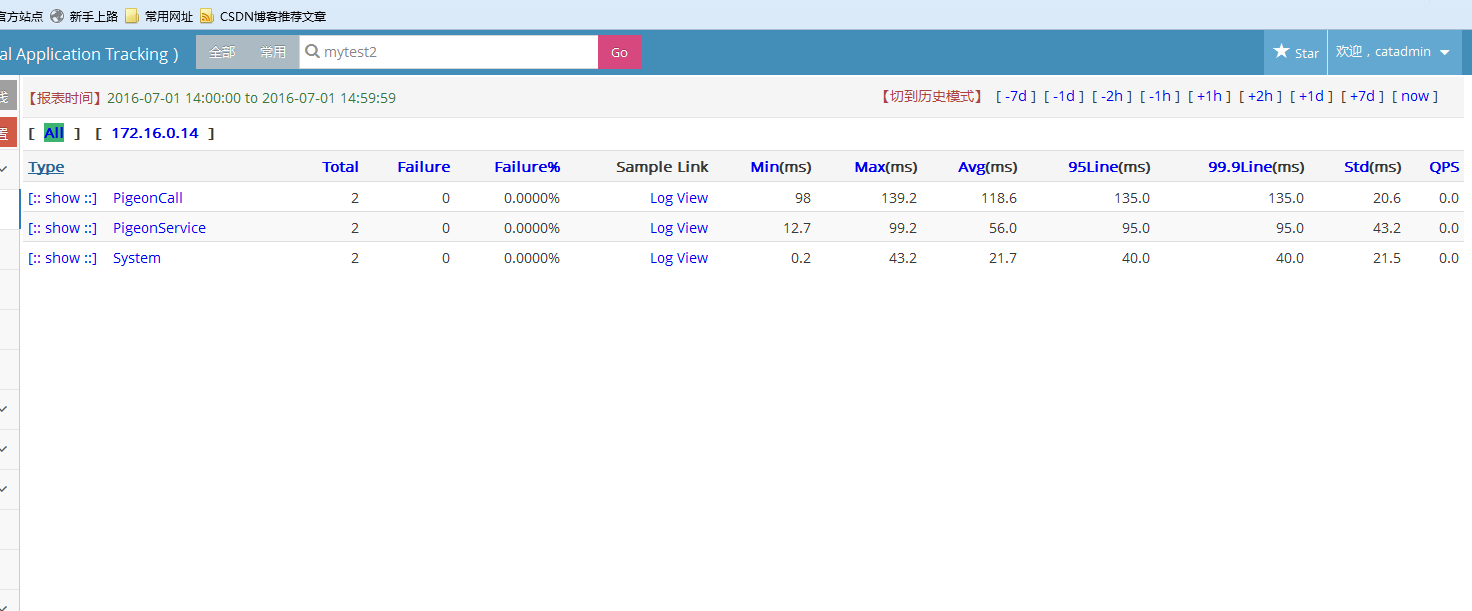 官方站点 新手上路 常用网址 CSDN博客推荐文章
al Application Tracking ) 全部 常用 mytest2 Go Star 欢迎，catadmin
【报表时间】2016-07-01 14:00:00 to 2016-07-01 14:59:59 【切到历史模式】 [ -7d ] [ -1d ] [ -2h ] [ -1h ] [ +1h ] [ +2h ] [ +1d ] [ +7d ] [ now ]
置 [ All ] [ 172.16.0.14 ]
Type Total Failure Failure% Sample Link Min(ms) Max(ms) Avg(ms) 95Line(ms) 99.9Line(ms) Std(ms) QPS
[:: show ::] PigeonCall 2 0 0.0000% Log View 98 139.2 118.6 135.0 135.0 20.6 0.0
[:: show ::] PigeonService 2 0 0.0000% Log View 12.7 99.2 56.0 95.0 95.0 43.2 0.0
[:: show ::] System 2 0 0.0000% Log View 0.2 43.2 21.7 40.0 40.0 21.5 0.0